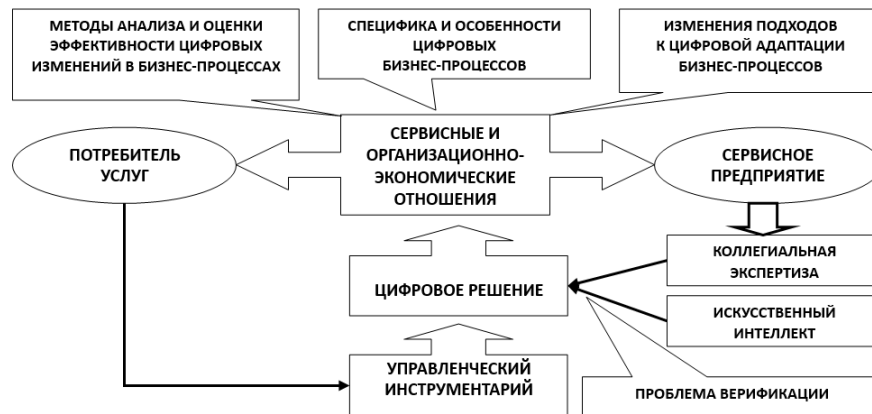 МЕТОДЫ АНАЛИЗА И ОЦЕНКИ
ЭФФЕКТИВНОСТИ ЦИФРОВЫХ
ИЗМЕНЕНИЙ В БИЗНЕС-ПРОЦЕССАХ
СПЕЦИФИКА И ОСОБЕННОСТИ
ЦИФРОВЫХ
БИЗНЕС-ПРОЦЕССОВ
ИЗМЕНЕНИЯ ПОДХОДОВ
К ЦИФРОВОЙ АДАПТАЦИИ
БИЗНЕС-ПРОЦЕССОВ
ПОТРЕБИТЕЛЬ
УСЛУГ
СЕРВИСНЫЕ И
ОРГАНИЗАЦИОННО-
ЭКОНОМИЧЕСКИЕ
ОТНОШЕНИЯ
СЕРВИСНОЕ
ПРЕДПРИЯТИЕ
КОЛЛЕГИАЛЬНАЯ
ЭКСПЕРТИЗА
ЦИФРОВОЕ РЕШЕНИЕ
ИСКУССТВЕННЫЙ
ИНТЕЛЛЕКТ
УПРАВЛЕНЧЕСКИЙ
ИНСТРУМЕНТАРИЙ
ПРОБЛЕМА ВЕРИФИКАЦИИ